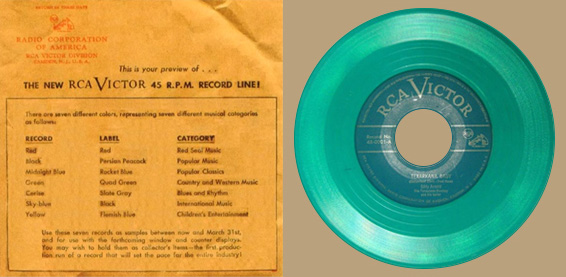 RADIO CORPORATION
OF AMERICA
RCA VICTOR DIVISION
CAMDEN, N.J., U.S.A.
This is your preview of . . .
THE NEW RCA VICTOR 45 R.P.M. RECORD LINE!
There are seven different colors, representing seven different musical categories
as follows:
RECORD LABEL CATEGORY
Red Red Red Seal Music
Black Persian Peacock Popular Music
Midnight Blue Rocket Blue Popular Classics
Green Quad Green Country and Western Music
Cerise Slate Gray Blues and Rhythm
Sky-blue Black International Music
Yellow Flemish Blue Children's Entertainment
Use these seven records as samples between now and March 31st,
and for use with the forthcoming window and counter displays.
You may wish to hold them as collector's items—the first produc-
tion run of a record that will set the pace for the entire industry!
RCA VICTOR
Record No.